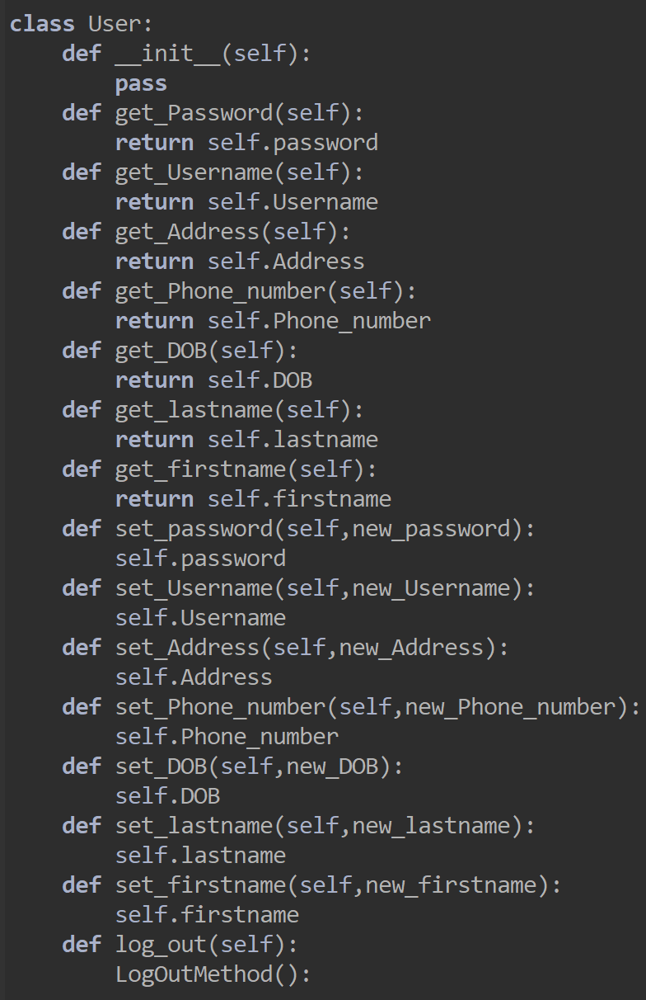 class User:
    def __init__(self):
        pass
    def get_Password(self):
        return self.password
    def get_Username(self):
        return self.Username
    def get_Address(self):
        return self.Address
    def get_Phone_number(self):
        return self.Phone_number
    def get_DOB(self):
        return self.DOB
    def get_lastname(self):
        return self.lastname
    def get_firstname(self):
        return self.firstname
    def set_password(self,new_password):
        self.password
    def set_Username(self,new_Username):
        self.Username
    def set_Address(self,new_Address):
        self.Address
    def set_Phone_number(self,new_Phone_number):
        self.Phone_number
    def set_DOB(self,new_DOB):
        self.DOB
    def set_lastname(self,new_lastname):
        self.lastname
    def set_firstname(self,new_firstname):
        self.firstname
    def log_out(self):
        LogOutMethod():